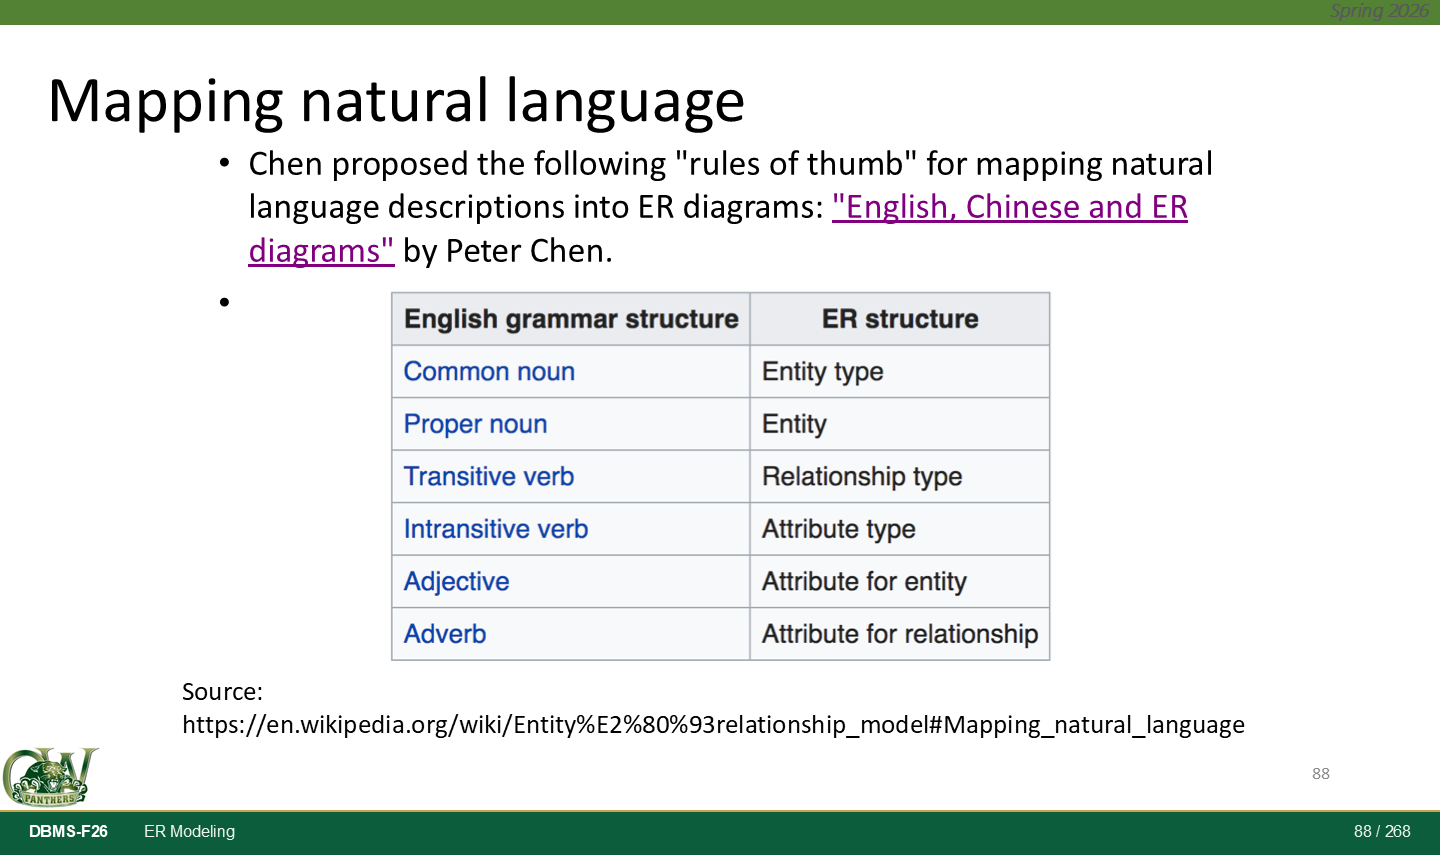 Spring 2026
Mapping natural language
• Chen proposed the following "rules of thumb" for mapping natural
language descriptions into ER diagrams: "English, Chinese and ER
diagrams" by Peter Chen.
•
English grammar structure ER structure
Common noun Entity type
Proper noun Entity
Transitive verb Relationship type
Intransitive verb Attribute type
Adjective Attribute for entity
Adverb Attribute for relationship
Source:
https://en.wikipedia.org/wiki/Entity%E2%80%93relationship_model#Mapping_natural_language
CW
PANTHERS
88
DBMS-F26 ER Modeling 88 / 268